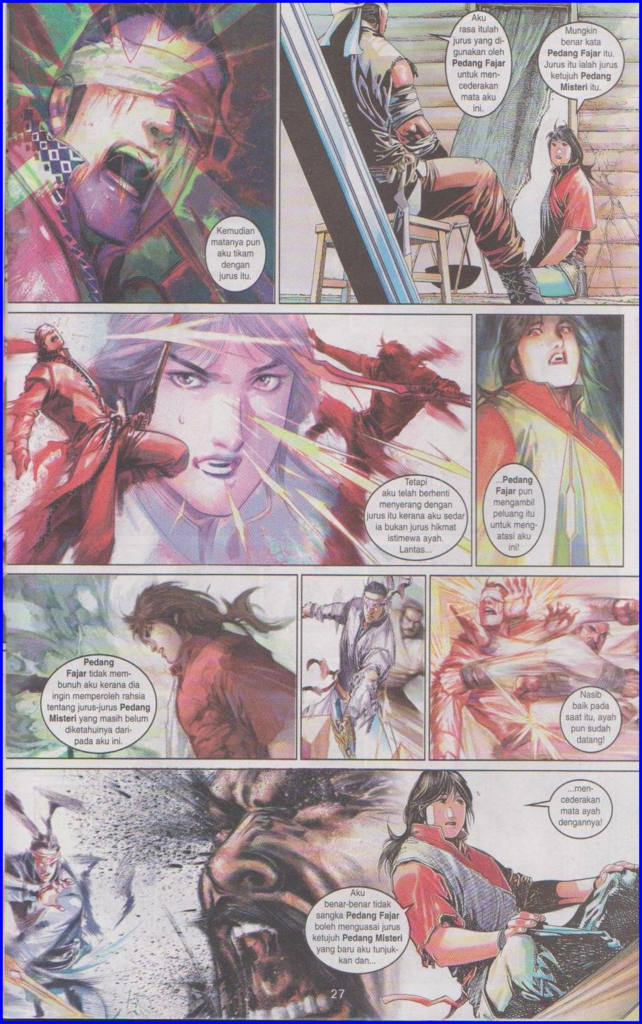 Kemudian
matanya pun
aku tikam
dengan
jurus itu.
Aku
rasa itulah
jurus yang di-
gunakan oleh
Pedang Fajar
untuk men-
cederakan
mata aku
ini.
Mungkin
benar kata
Pedang Fajar itu.
Jurus itu ialah jurus
ketujuh Pedang
Misteri itu.
Tetapi
aku telah berhenti
menyerang dengan
jurus itu kerana aku sedar
ia bukan jurus hikmat
istimewa ayah.
Lantas...
...Pedang
Fajar pun
mengambil
peluang itu
untuk meng-
atasi aku
ini!
Pedang
Fajar tidak mem-
bunuh aku kerana dia
ingin memperoleh rahsia
tentang jurus-jurus Pedang
Misteri yang masih belum
diketahuinya dari-
pada aku ini.
Nasib
baik pada
saat itu, ayah
pun sudah
datang!
Aku
benar-benar tidak
sangka Pedang Fajar
boleh menguasai jurus
ketujuh Pedang Misteri
yang baru aku tunjuk-
kan dan...
...men-
cederakan
mata ayah
dengannya!
27